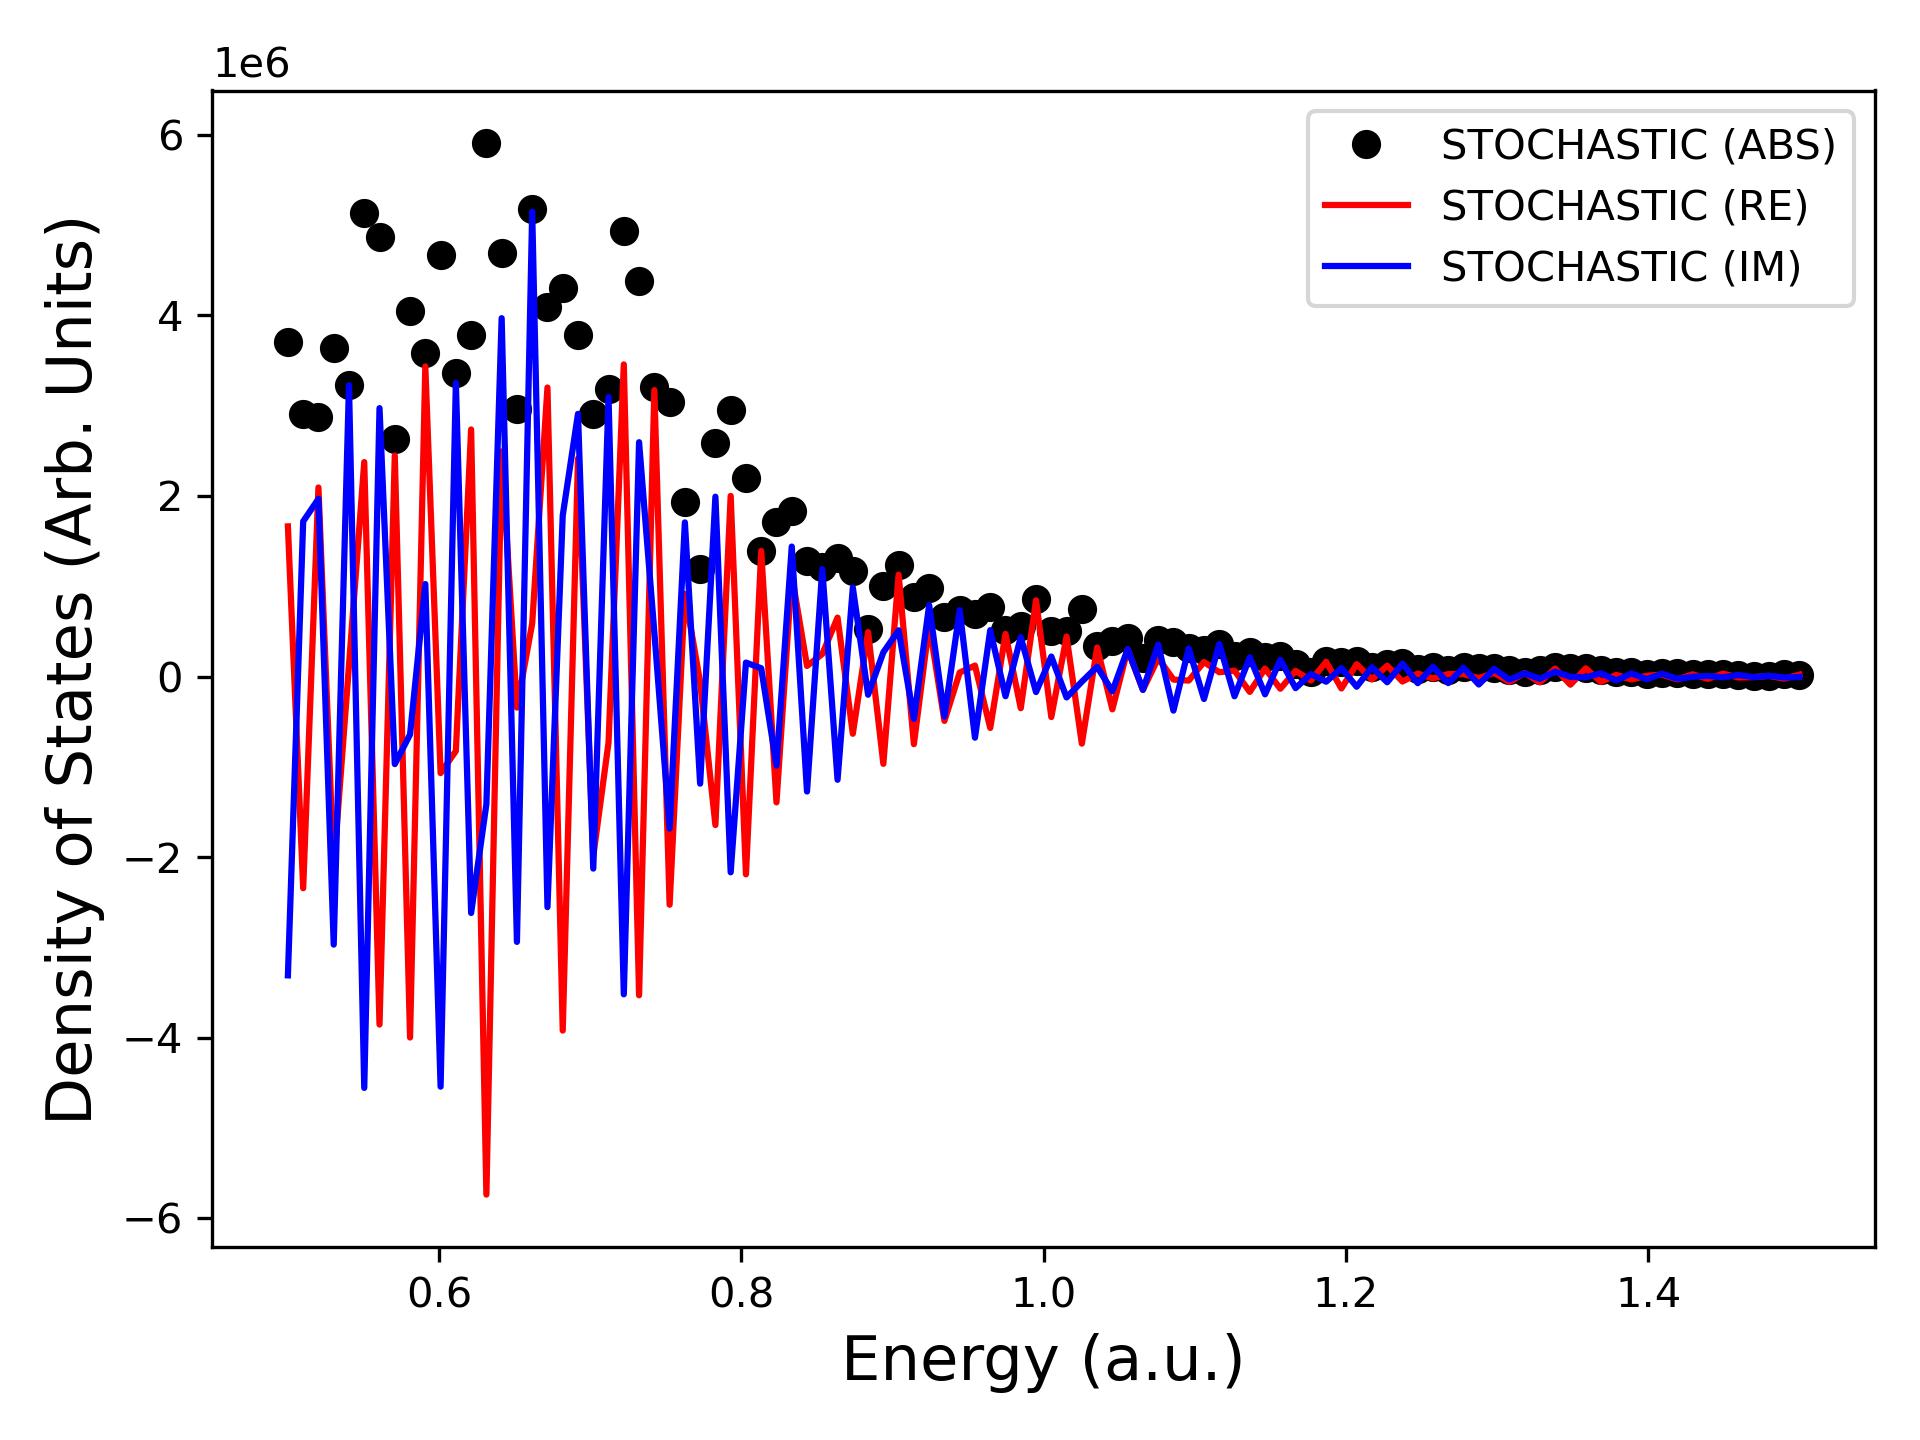 1e6
Density of States (Arb. Units)
6
4
2
0
−2
−4
−6
STOCHASTIC (ABS)
STOCHASTIC (RE)
STOCHASTIC (IM)
0.6 0.8 1.0 1.2 1.4
Energy (a.u.)